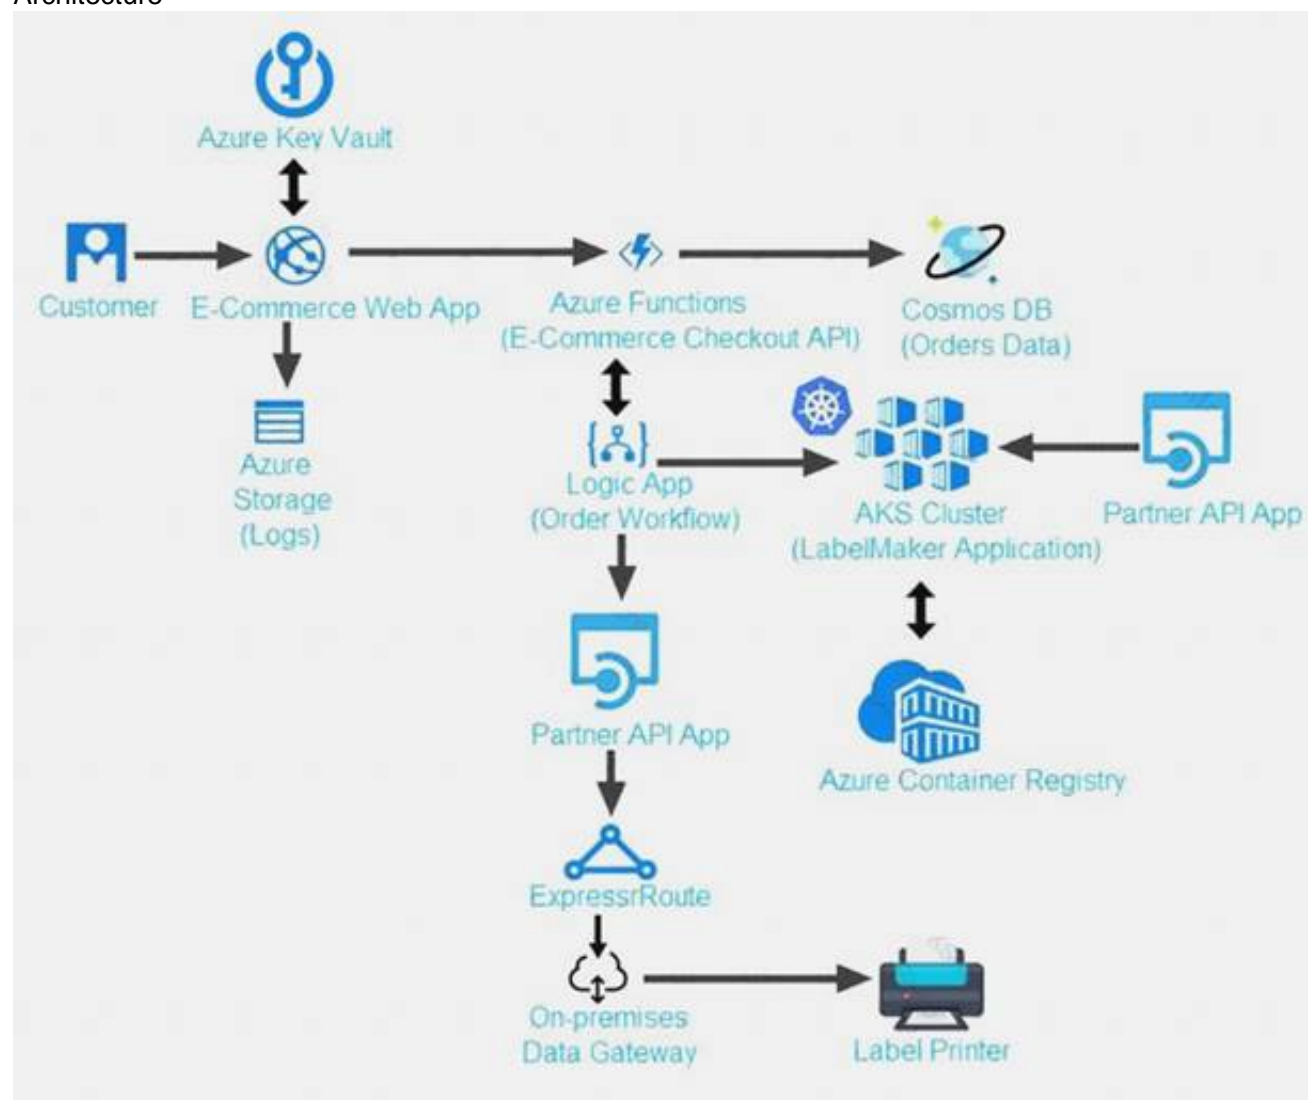 Architecture
Azure Key Vault
Customer
E-Commerce Web App
Azure Functions
(E-Commerce Checkout API)
Cosmos DB
(Orders Data)
Azure
Storage
(Logs)
Logic App
(Order Workflow)
AKS Cluster
(LabelMaker Application)
Partner API App
Partner API App
Azure Container Registry
ExpressrRoute
On-premises
Data Gateway
Label Printer